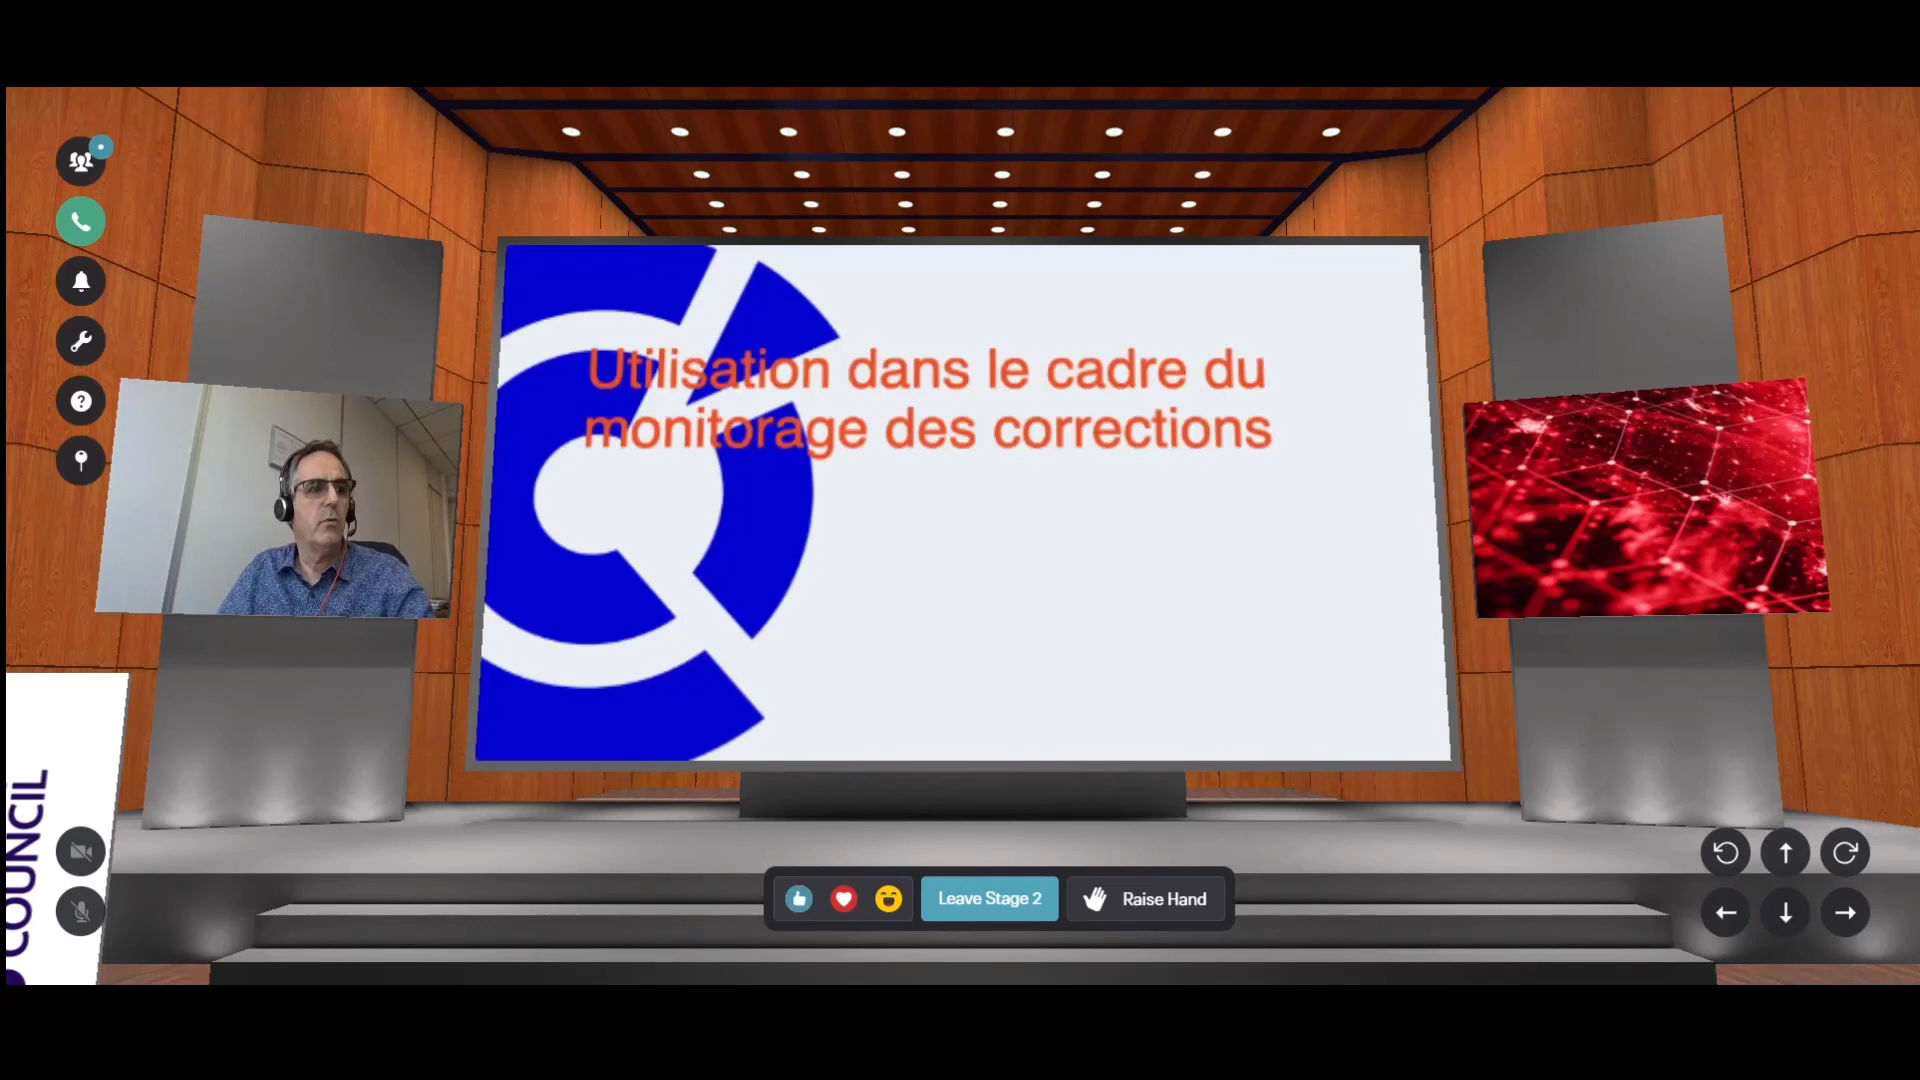 Utilisation dans le cadre du
monitorage des corrections
COUNCIL
Leave Stage 2
Raise Hand